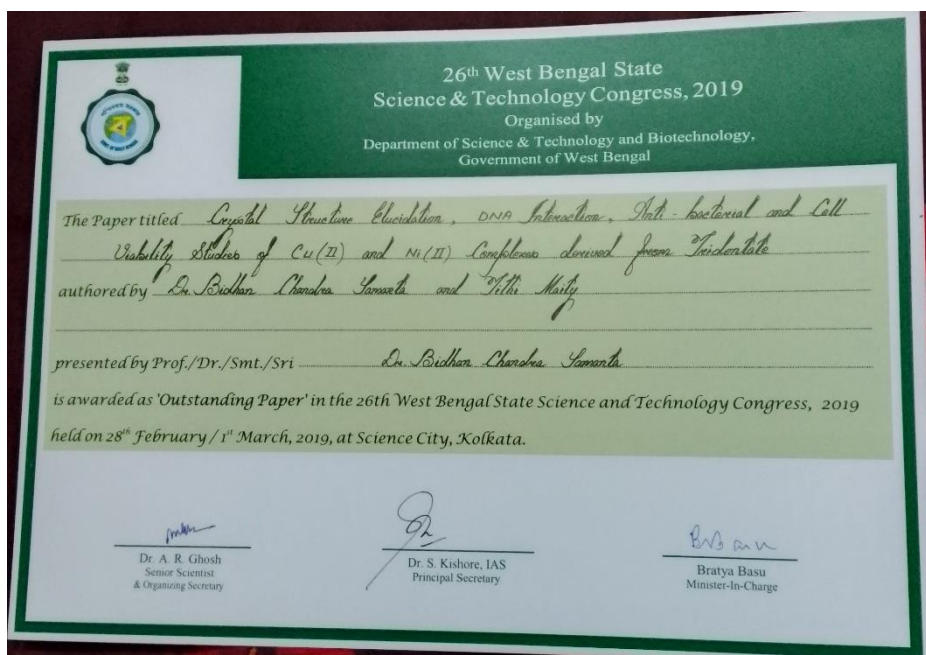 26th West Bengal State
Science & Technology Congress, 2019
Organised by
Department of Science & Technology and Biotechnology,
Government of West Bengal
The Paper titled Crystal Structure Elucidation, DNA Interaction, Anti-bacterial and Cell
Viability Studies of Cu(II) and Ni(II) Complexes derived from Tridentate
authored by Dr. Bidhan Chandra Samanta and Tithi Maity
presented by Prof./Dr./Smt./Sri Dr. Bidhan Chandra Samanta
is awarded as 'Outstanding Paper' in the 26th West Bengal State Science and Technology Congress, 2019
held on 28th February / 1st March, 2019, at Science City, Kolkata.
Dr. A. R. Ghosh
Senior Scientist
& Organizing Secretary
Dr. S. Kishore, IAS
Principal Secretary
Bratya Basu
Minister-In-Charge